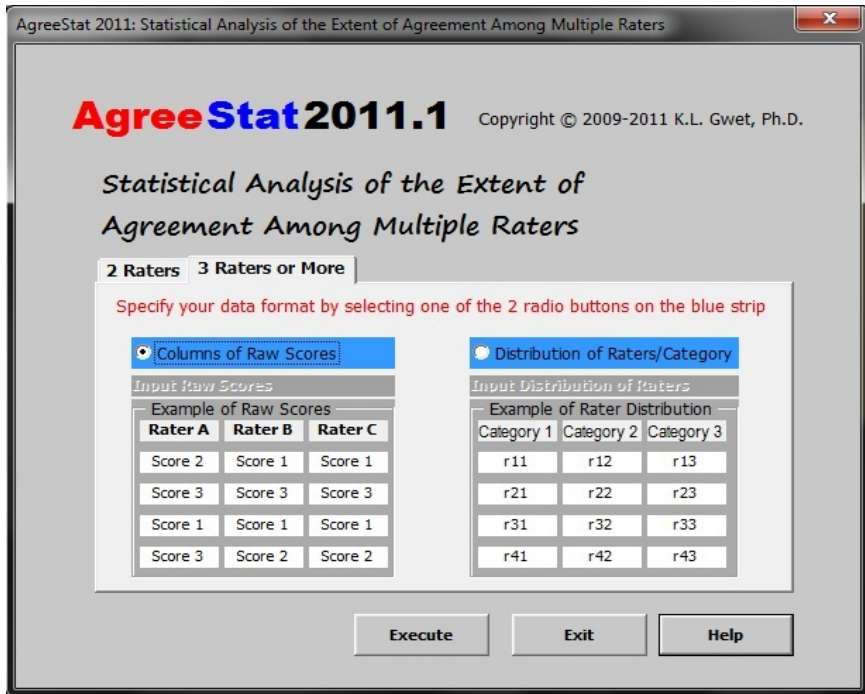 AgreeStat 2011: Statistical Analysis of the Extent of Agreement Among Multiple Raters
AgreeStat2011.1 Copyright © 2009-2011 K.L. Gwet, Ph.D.
Statistical Analysis of the Extent of
Agreement Among Multiple Raters
2 Raters 3 Raters or More
Specify your data format by selecting one of the 2 radio buttons on the blue strip
Columns of Raw Scores
Input Raw Scores
Example of Raw Scores
Rater A Rater B Rater C
Score 2 Score 1 Score 1
Score 3 Score 3 Score 3
Score 1 Score 1 Score 1
Score 3 Score 2 Score 2
Distribution of Raters/Category
Input Distribution of Raters
Example of Rater Distribution
Category 1 Category 2 Category 3
r11 r12 r13
r21 r22 r23
r31 r32 r33
r41 r42 r43
Execute Exit Help